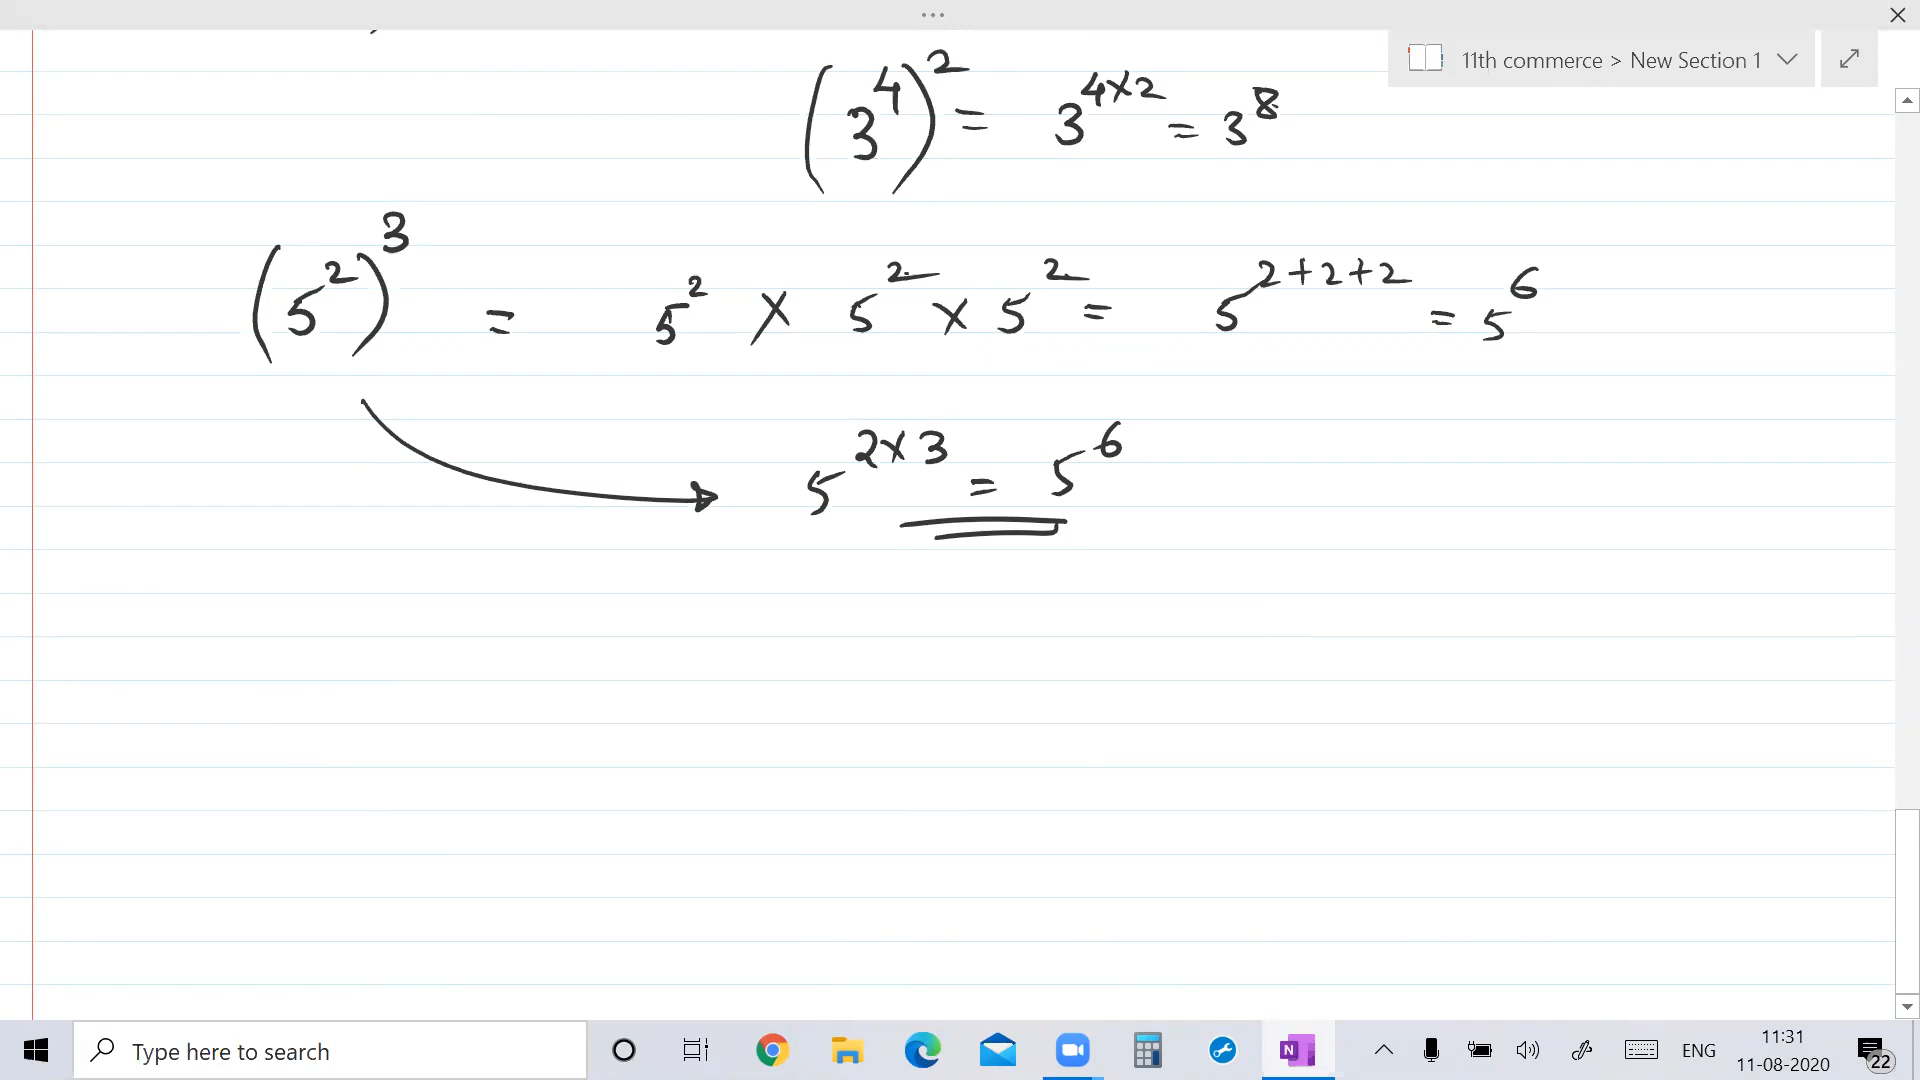 11th commerce > New Section 1
(3^4)^2 = 3^{4×2} = 3^8
(5^2)^3 = 5^2 × 5^2 × 5^2 = 5^{2+2+2} = 5^6
5^{2×3} = 5^6
Type here to search
N
ENG
11:31
11-08-2020
22